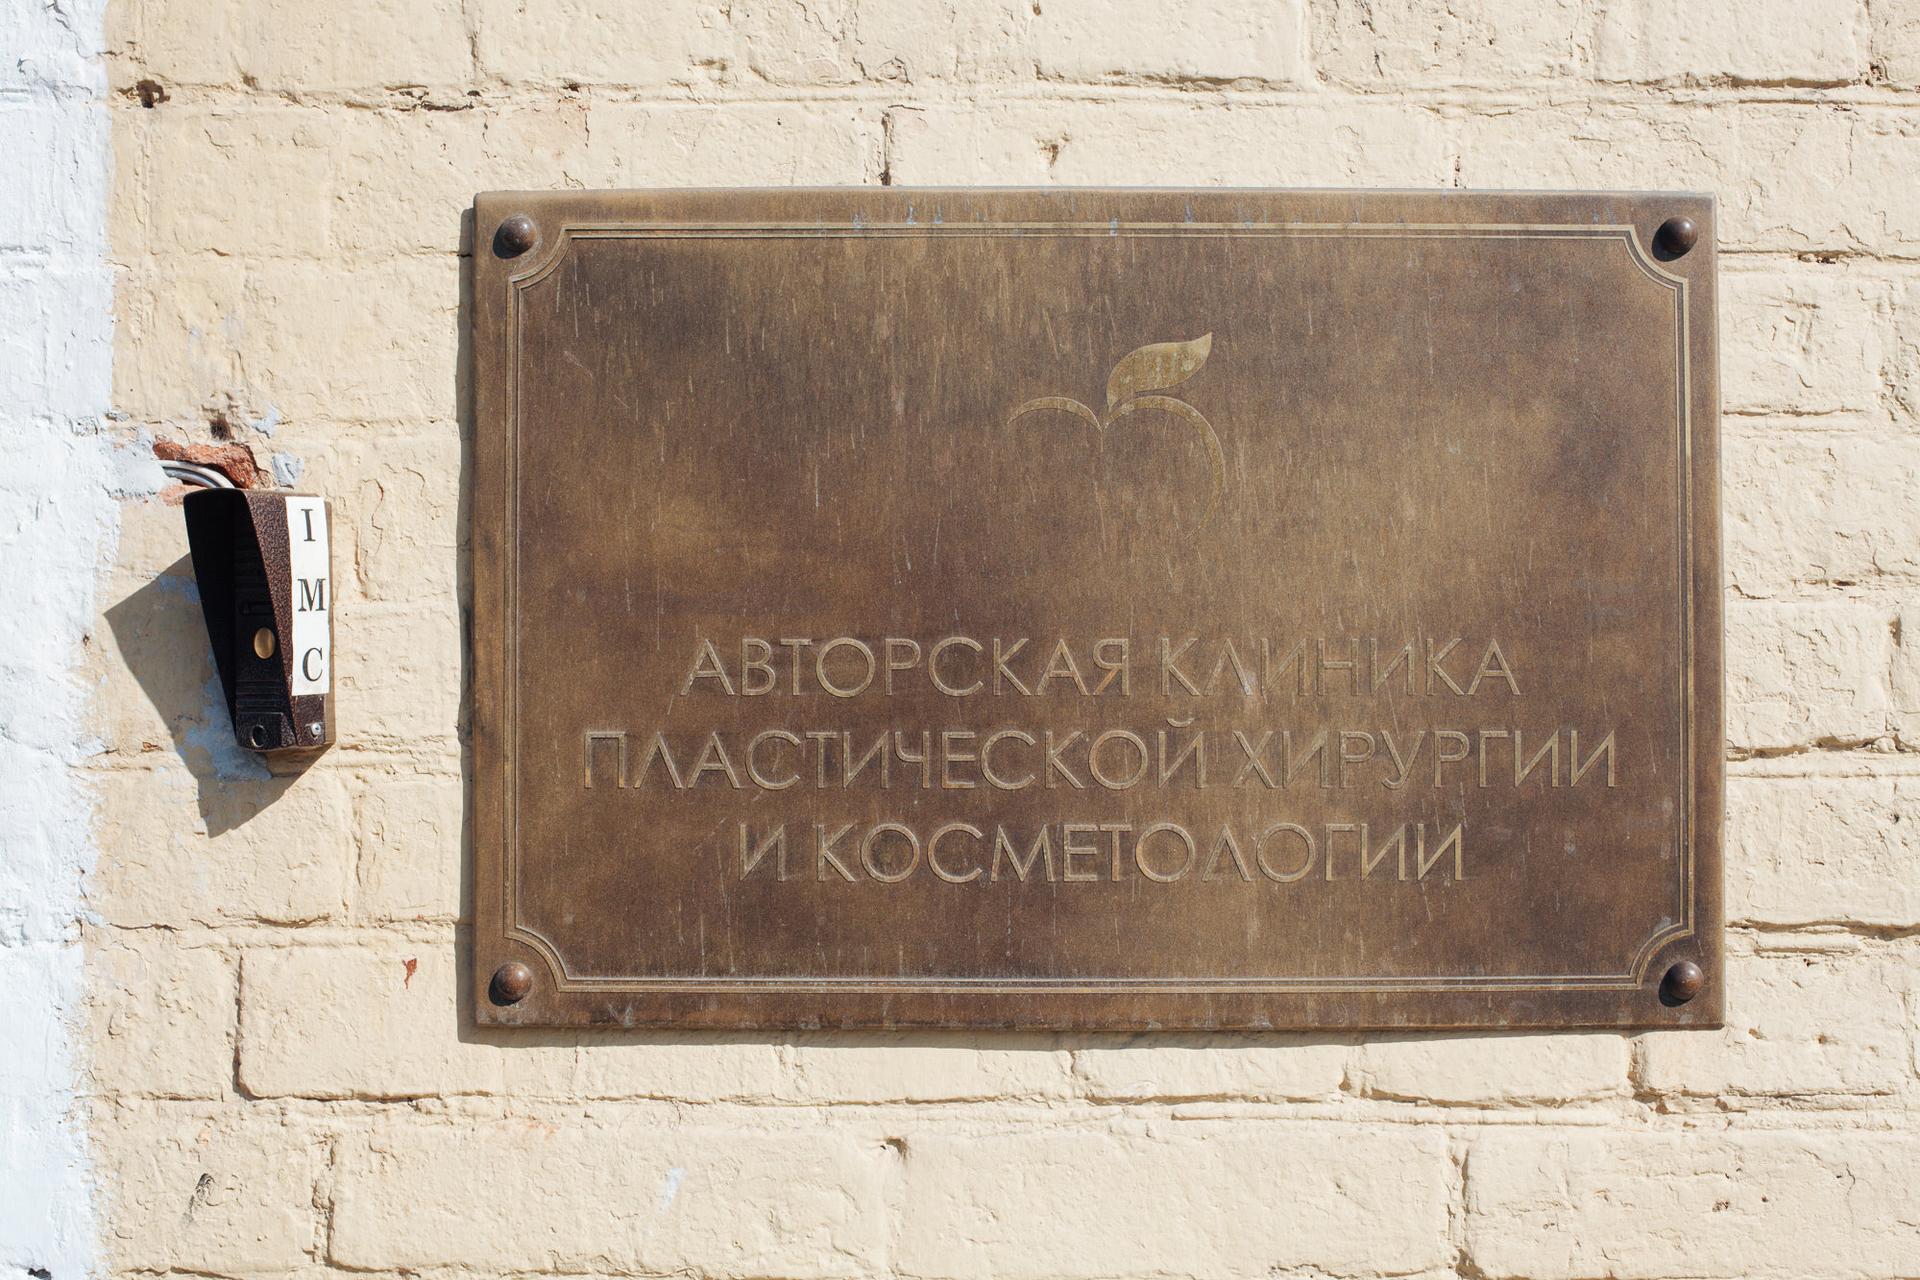 I
M
C
АВТОРСКАЯ КЛИНИКА
ПЛАСТИЧЕСКОЙ ХИРУРГИИ
И КОСМЕТОЛОГИИ